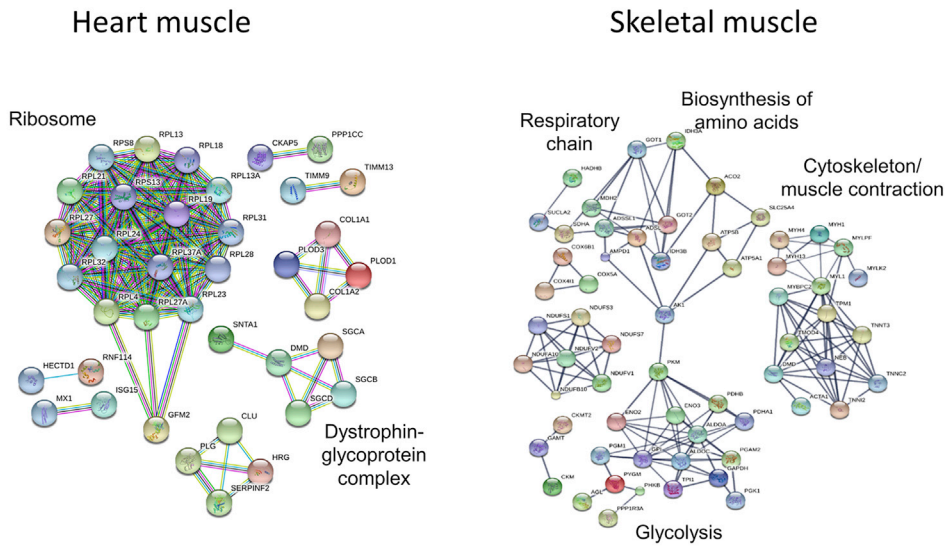 Heart muscle
Skeletal muscle
Ribosome
RPL13
RPS8
RPL18
RPL21
RPS13
RPL13A
RPL19
RPL27
RPL24
RPL31
RPL32
RPL37A
RPL28
RPL4
RPL27A
RPL23
GFM2
CKAP5
PPP1CC
TIMM9
TIMM13
COL1A1
PLOD3
PLOD1
COL1A2
SNTA1
DMD
SGCA
SGCB
SGCD
HECTD1
RNF114
MX1
ISG15
CLU
PLG
HRG
SERPINF2
Dystrophin-
glycoprotein
complex
Respiratory
chain
Biosynthesis of
amino acids
Cytoskeleton/
muscle contraction
GOT1
IDH3A
HADHB
ACO2
MDH2
SUCLA2
SDHA
ADSSL1
ADSL
GOT2
SLC25A4
AMPD1
IDH3B
ATP5B
ATP5A1
COX6B1
COX5A
COX4I1
AK1
NDUFS1
NDUFS3
NDUFS7
NDUFV2
NDUFA10
NDUFV1
NDUFB10
MYH4
MYH1
MYLPF
MYH13
MYL1
MYLK2
MYBPC2
TPM1
TMOD4
TNNT3
NEB
DMD
TNNC2
ACTA1
TNNI2
PKM
PDHB
ENO2
ENO3
PDHA1
ALDOA
CKMT2
GAMT
CKM
PGM1
GPI
ALDOC
PGAM2
PYGM
PHKB
TPI1
GAPDH
PGK1
AGL
PPP1R3A
Glycolysis